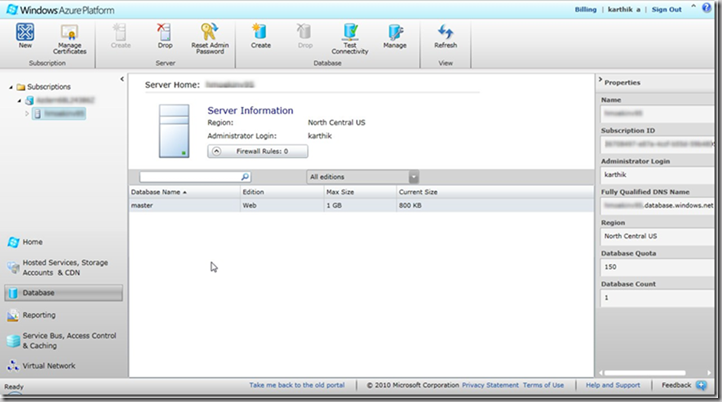 Windows Azure Platform
Billing | karthik a | Sign Out
New
Manage Certificates
Create
Drop
Reset Admin Password
Create
Drop
Test Connectivity
Manage
Refresh
Subscription
Server
Database
View
Subscriptions
Server Home:
Server Information
Region: North Central US
Administrator Login: karthik
Firewall Rules: 0
All editions
Database Name Edition Max Size Current Size
master Web 1 GB 800 KB
Home
Hosted Services, Storage
Accounts & CDN
Database
Reporting
Service Bus, Access Control
& Caching
Virtual Network
Properties
Name
Subscription ID
Administrator Login
karthik
Fully Qualified DNS Name
.database.windows.net
Region
North Central US
Database Quota
150
Database Count
1
Ready
Take me back to the old portal | © 2010 Microsoft Corporation Privacy Statement Terms of Use | Help and Support | Feedback